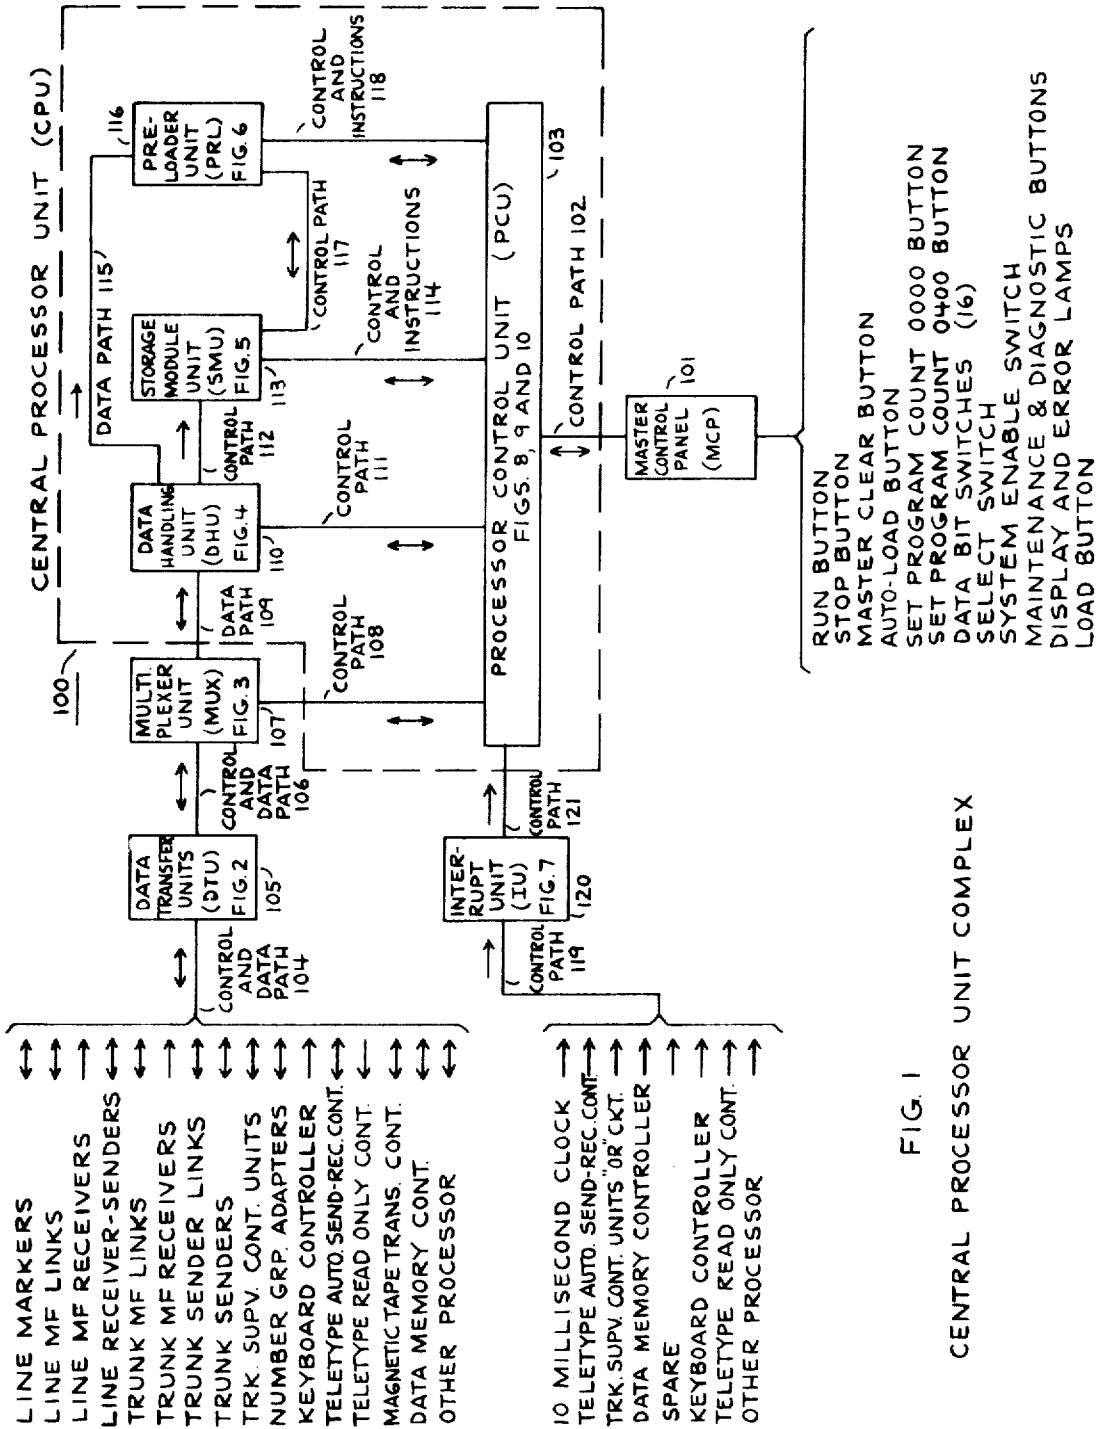 CENTRAL PROCESSOR UNIT (CPU)
100
LINE MARKERS
LINE MF LINKS
LINE MF RECEIVERS
LINE RECEIVER-SENDERS
TRUNK MF LINKS
TRUNK MF RECEIVERS
TRUNK SENDER LINKS
TRUNK SENDERS
TRK. SUPV. CONT. UNITS
NUMBER GRP. ADAPTERS
KEYBOARD CONTROLLER
TELETYPE AUTO. SEND-REC. CONT.
TELETYPE READ ONLY CONT.
MAGNETIC TAPE TRANS. CONT.
DATA MEMORY CONT.
OTHER PROCESSOR
CONTROL
AND
DATA
PATH
104
DATA
TRANSFER
UNITS
(DTU)
FIG. 2
105
CONTROL
AND
DATA
PATH
106
MULTI.
PLEXER
UNIT
(MUX)
FIG. 3
107
CONTROL
PATH
108
DATA
PATH
109
DATA
HANDLING
UNIT
(DHU)
FIG. 4
110
CONTROL
PATH
111
CONTROL
PATH
112
DATA PATH 115
STORAGE
MODULE
UNIT
(SMU)
FIG. 5
113
CONTROL
AND
INSTRUCTIONS
114
CONTROL PATH
117
116
PRE-
LOADER
UNIT
(PRL)
FIG. 6
CONTROL
AND
INSTRUCTIONS
118
10 MILLISECOND CLOCK
TELETYPE AUTO. SEND-REC. CONT.
TRK. SUPV. CONT. UNITS "OR" CKT.
DATA MEMORY CONTROLLER
SPARE
KEYBOARD CONTROLLER
TELETYPE READ ONLY CONT.
OTHER PROCESSOR
CONTROL
PATH
119
INTER-
RUPT
UNIT
(IU)
FIG. 7
120
CONTROL
PATH
121
PROCESSOR CONTROL UNIT (PCU)
FIGS. 8, 9 AND 10
103
CONTROL PATH 102
MASTER
CONTROL
PANEL
(MCP)
101
RUN BUTTON
STOP BUTTON
MASTER CLEAR BUTTON
AUTO-LOAD BUTTON
SET PROGRAM COUNT 0000 BUTTON
SET PROGRAM COUNT 0400 BUTTON
DATA BIT SWITCHES (16)
SELECT SWITCH
SYSTEM ENABLE SWITCH
MAINTENANCE & DIAGNOSTIC BUTTONS
DISPLAY AND ERROR LAMPS
LOAD BUTTON
FIG. 1
CENTRAL PROCESSOR UNIT COMPLEX